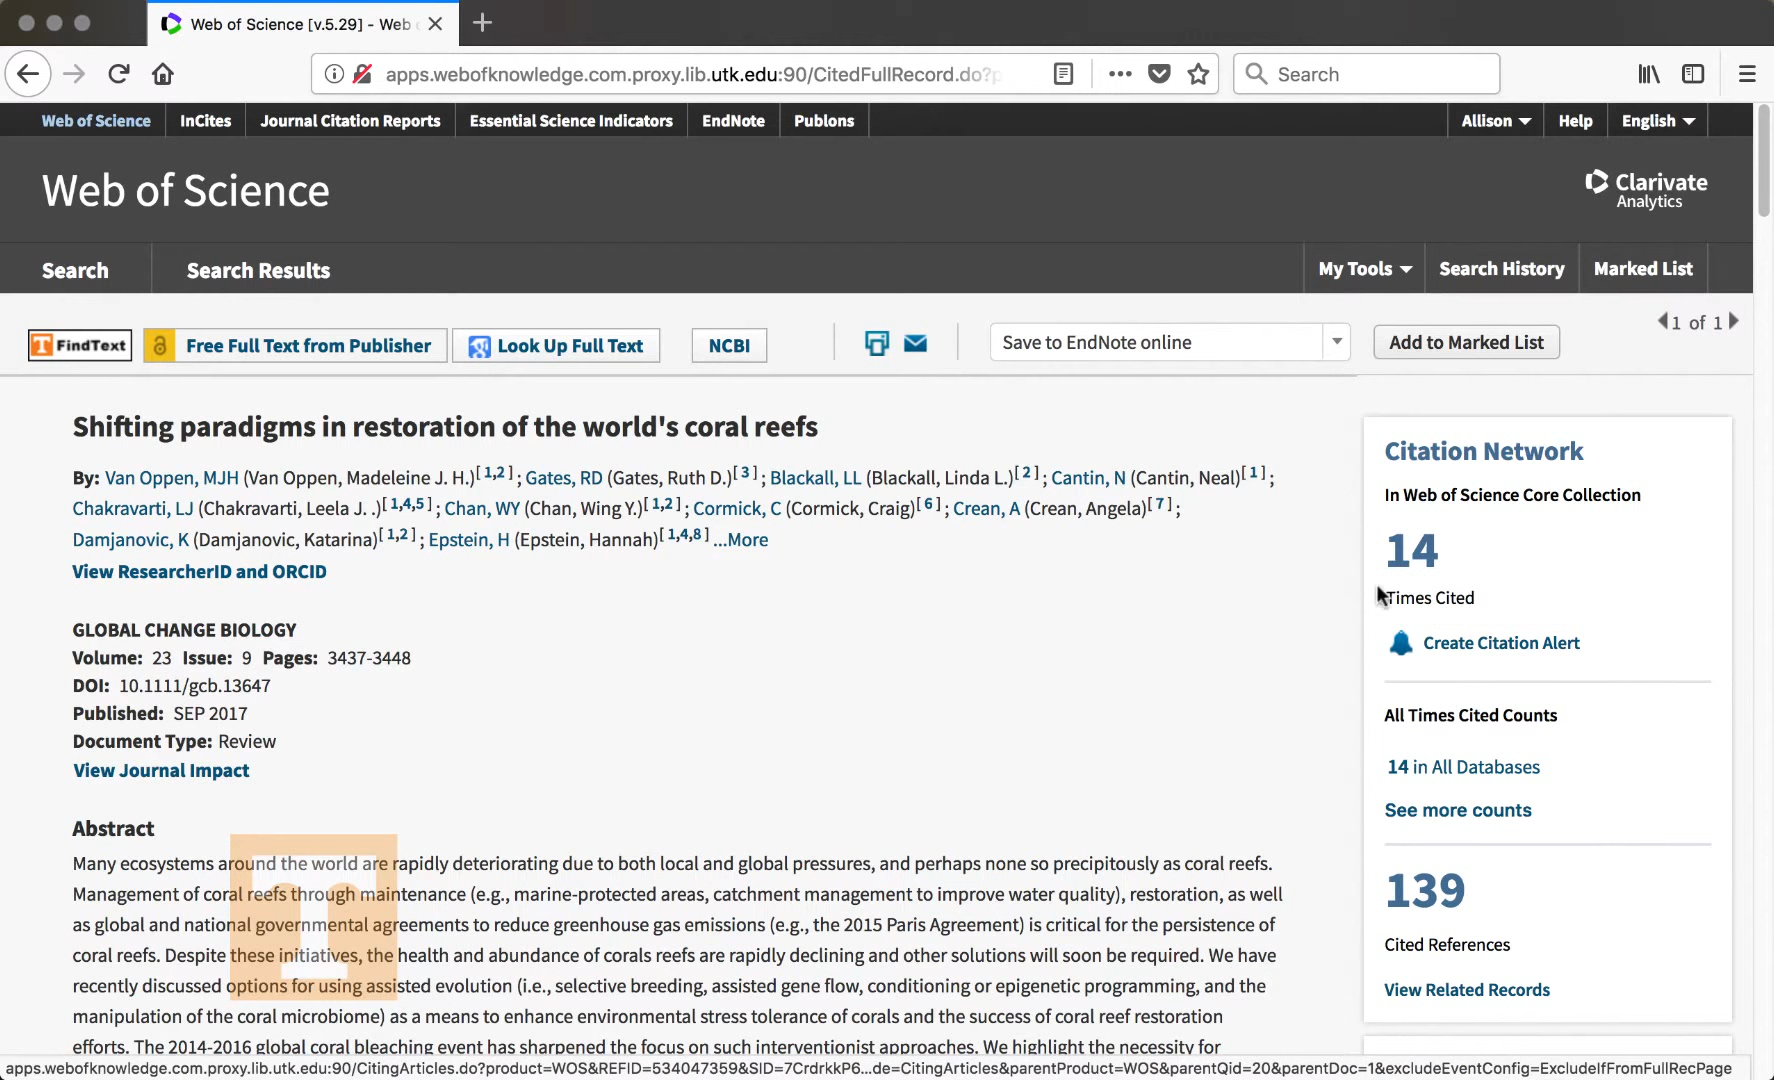 Web of Science [v.5.29] - Web
apps.webofknowledge.com.proxy.lib.utk.edu:90/CitedFullRecord.do?
Search
Web of Science InCites Journal Citation Reports Essential Science Indicators EndNote Publons Allison Help English
Web of Science
Clarivate
Analytics
Search Search Results My Tools Search History Marked List
FindText Free Full Text from Publisher Look Up Full Text NCBI Save to EndNote online Add to Marked List 1 of 1
Shifting paradigms in restoration of the world's coral reefs
By: Van Oppen, MJH (Van Oppen, Madeleine J. H.)[ 1,2 ] ; Gates, RD (Gates, Ruth D.)[ 3 ] ; Blackall, LL (Blackall, Linda L.)[ 2 ] ; Cantin, N (Cantin, Neal)[ 1 ] ;
Chakravarti, LJ (Chakravarti, Leela J. .)[ 1,4,5 ] ; Chan, WY (Chan, Wing Y.)[ 1,2 ] ; Cormick, C (Cormick, Craig)[ 6 ] ; Crean, A (Crean, Angela)[ 7 ] ;
Damjanovic, K (Damjanovic, Katarina)[ 1,2 ] ; Epstein, H (Epstein, Hannah)[ 1,4,8 ] ...More
View ResearcherID and ORCID
GLOBAL CHANGE BIOLOGY
Volume: 23 Issue: 9 Pages: 3437-3448
DOI: 10.1111/gcb.13647
Published: SEP 2017
Document Type: Review
View Journal Impact
Abstract
Many ecosystems around the world are rapidly deteriorating due to both local and global pressures, and perhaps none so precipitously as coral reefs.
Management of coral reefs through maintenance (e.g., marine-protected areas, catchment management to improve water quality), restoration, as well
as global and national governmental agreements to reduce greenhouse gas emissions (e.g., the 2015 Paris Agreement) is critical for the persistence of
coral reefs. Despite these initiatives, the health and abundance of corals reefs are rapidly declining and other solutions will soon be required. We have
recently discussed options for using assisted evolution (i.e., selective breeding, assisted gene flow, conditioning or epigenetic programming, and the
manipulation of the coral microbiome) as a means to enhance environmental stress tolerance of corals and the success of coral reef restoration
efforts. The 2014-2016 global coral bleaching event has sharpened the focus on such interventionist approaches. We highlight the necessity for
Citation Network
In Web of Science Core Collection
14
Times Cited
Create Citation Alert
All Times Cited Counts
14 in All Databases
See more counts
139
Cited References
View Related Records
T
apps.webofknowledge.com.proxy.lib.utk.edu:90/CitingArticles.do?product=WOS&REFID=534047359&SID=7CrdrkkP6...de=CitingArticles&parentProduct=WOS&parentQid=20&parentDoc=1&excludeEventConfig=ExcludeIfFromFullRecPage